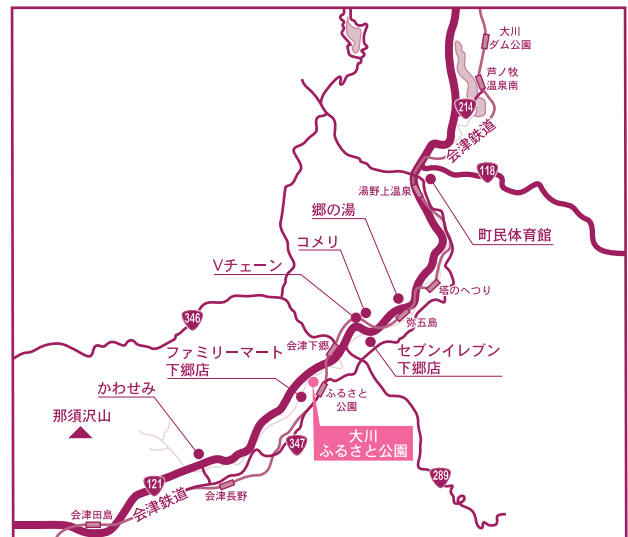 大川
ダム公園
芦ノ牧
温泉南
214
会津鉄道
118
湯野上温泉
郷の湯
町民体育館
コメリ
Vチェーン
塔のへつり
346
弥五島
会津下郷
ファミリーマート
下郷店
セブンイレブン
下郷店
かわせみ
ふるさと
公園
那須沢山
大川
ふるさと公園
347
289
121
会津鉄道
会津長野
会津田島